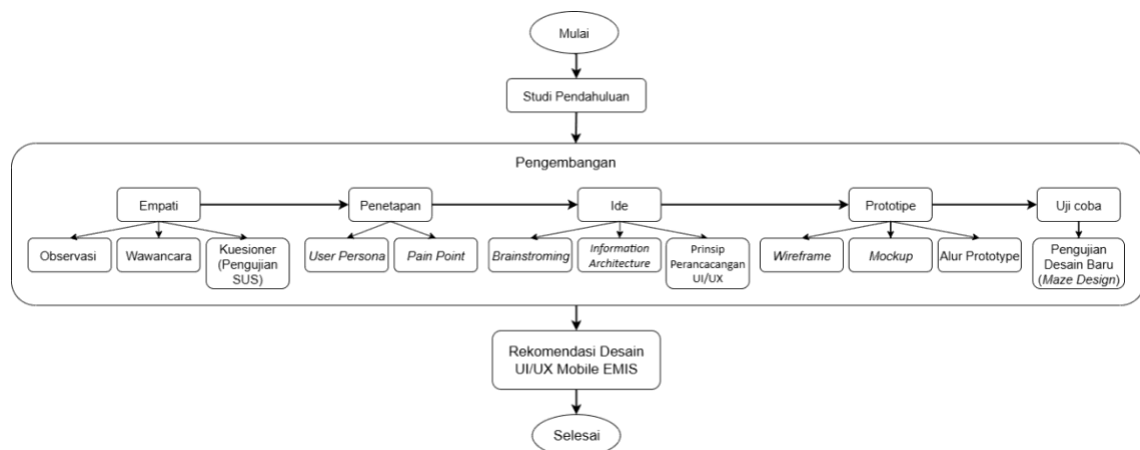 Mulai
Studi Pendahuluan
Pengembangan
Empati
Penetapan
Ide
Prototipe
Uji coba
Observasi
Wawancara
Kuesioner
(Pengujian
SUS)
User Persona
Pain Point
Brainstroming
Information
Architecture
Prinsip
Perancacangan
UI/UX
Wireframe
Mockup
Alur Prototype
Pengujian
Desain Baru
(Maze Design)
Rekomendasi Desain
UI/UX Mobile EMIS
Selesai